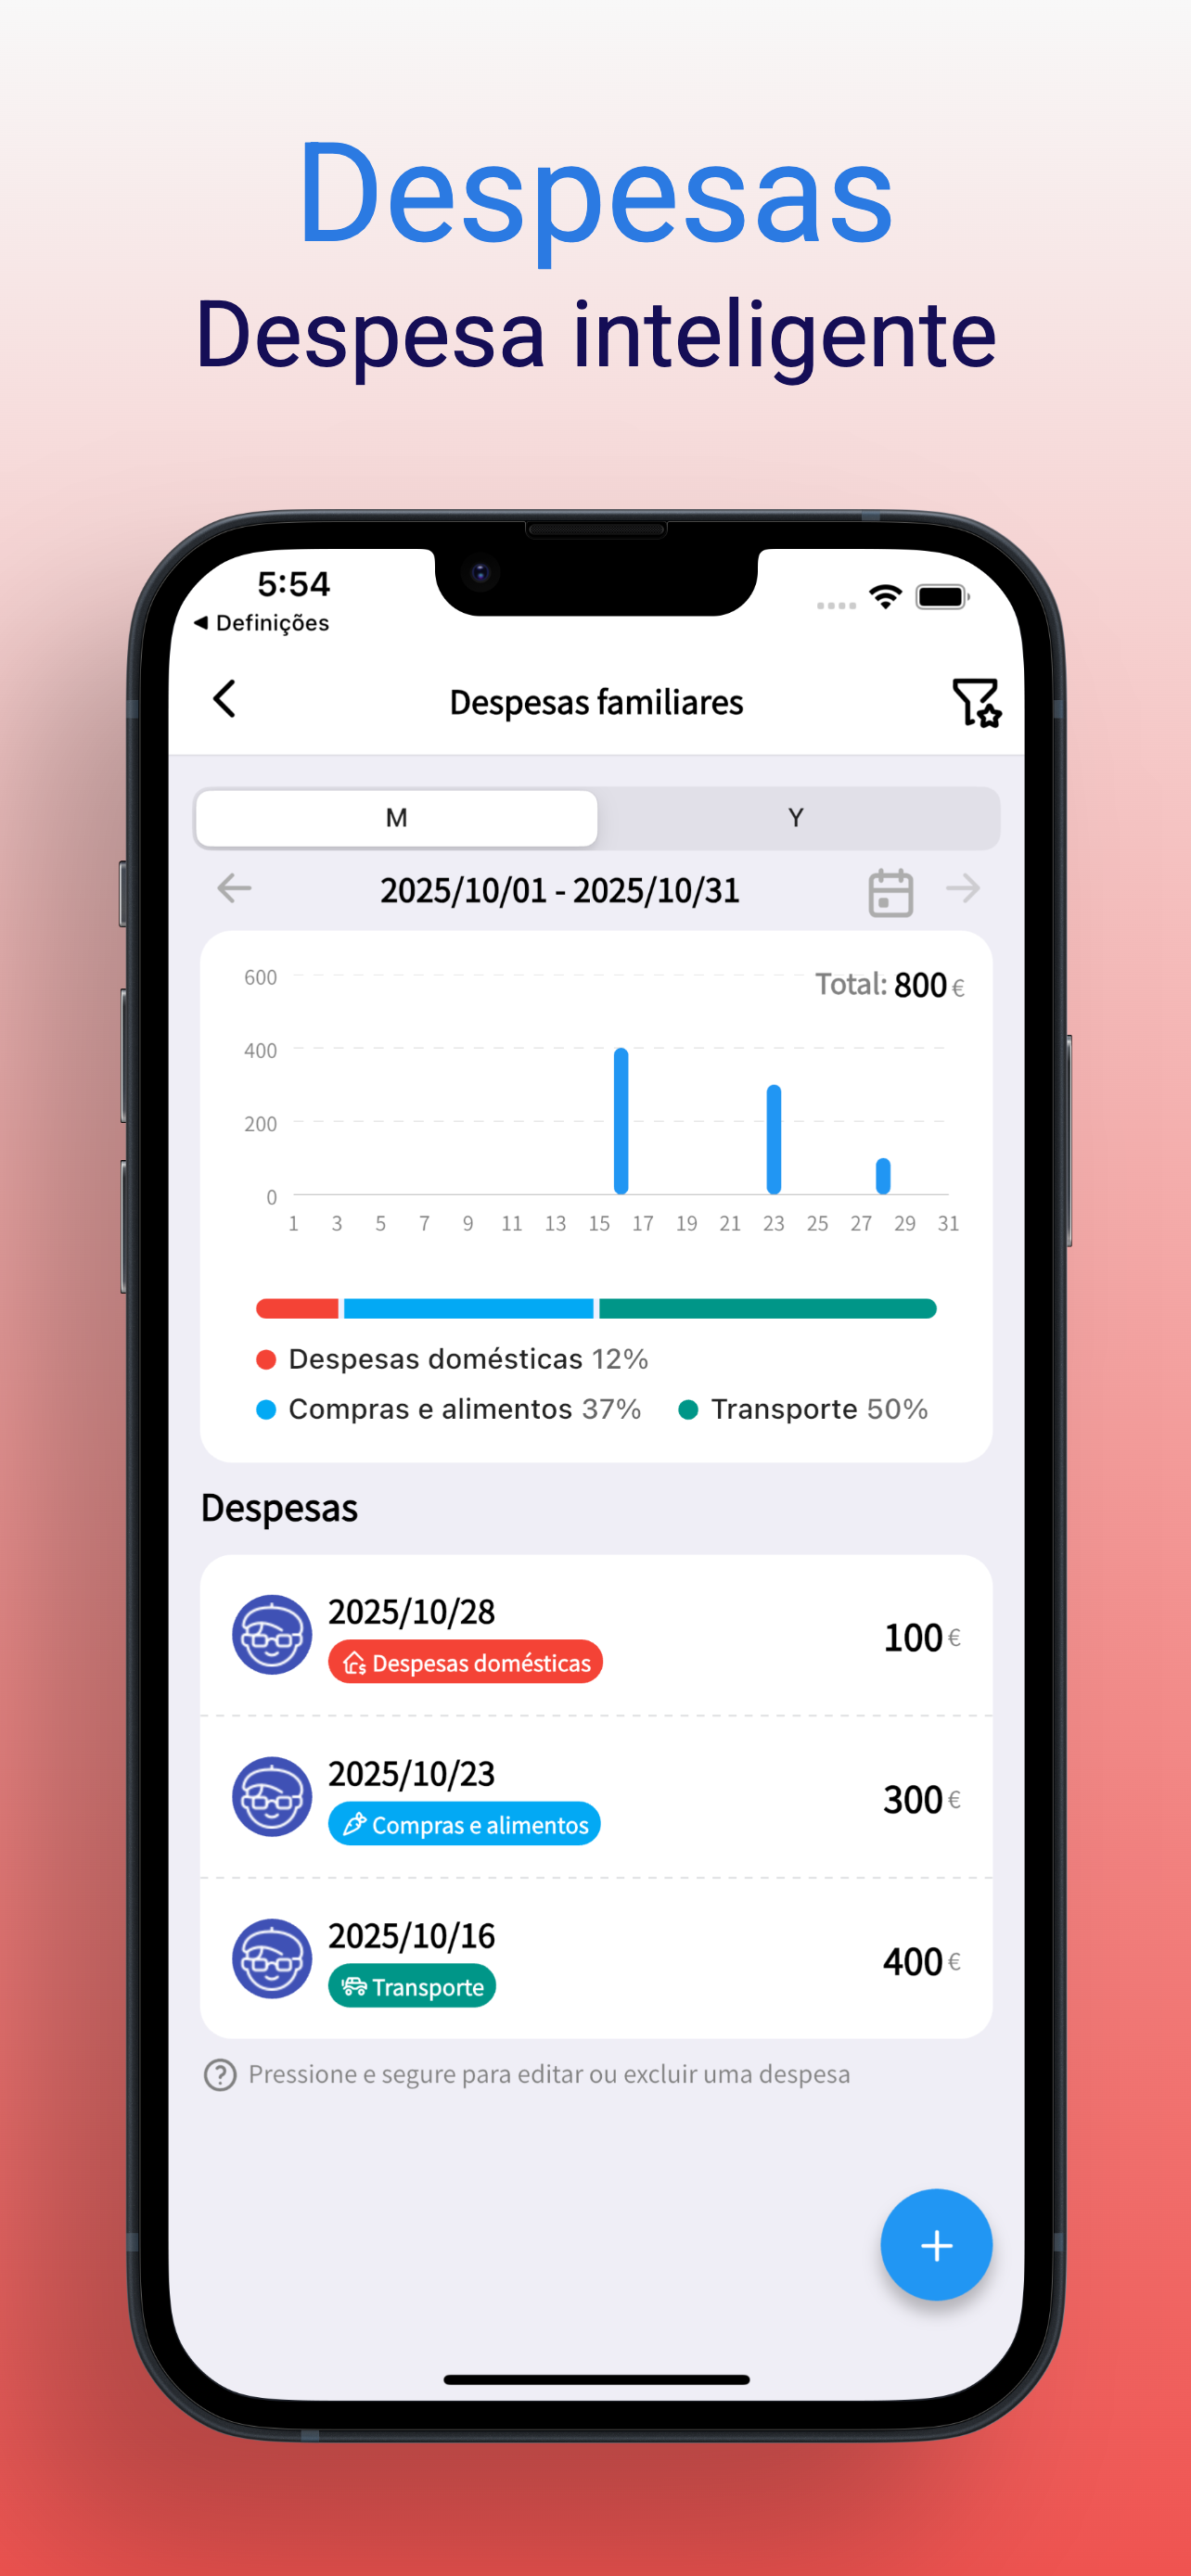 Despesas
Despesa inteligente
5:54
◀ Definições
Despesas familiares
M Y
2025/10/01 - 2025/10/31
Total: 800 €
600
400
200
0
1 3 5 7 9 11 13 15 17 19 21 23 25 27 29 31
Despesas domésticas 12%
Compras e alimentos 37% Transporte 50%
Despesas
2025/10/28
Despesas domésticas
100 €
2025/10/23
Compras e alimentos
300 €
2025/10/16
Transporte
400 €
Pressione e segure para editar ou excluir uma despesa